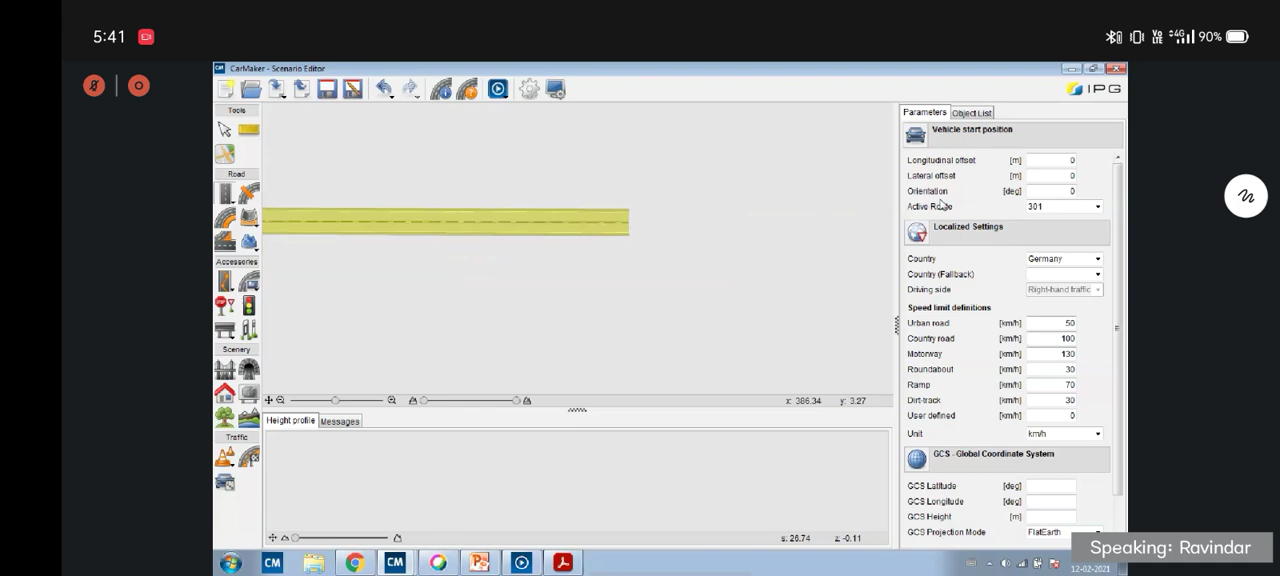 5:41
VO
LTE
4G
90%
CM
CarMaker - Scenario Editor
IPG
Tools
Road
Accessories
STOP
Scenery
Traffic
x: 386.34 y: 3.27
Height profile Messages
s: 26.74 z: -0.11
Parameters Object List
Vehicle start position
Longitudinal offset [m] 0
Lateral offset [m] 0
Orientation [deg] 0
Active Route 301
Localized Settings
Country Germany
Country (Fallback)
Driving side Right-hand traffic
Speed limit definitions
Urban road [km/h] 50
Country road [km/h] 100
Motorway [km/h] 130
Roundabout [km/h] 30
Ramp [km/h] 70
Dirt-track [km/h] 30
User defined [km/h] 0
Unit km/h
GCS - Global Coordinate System
GCS Latitude [deg]
GCS Longitude [deg]
GCS Height [m]
GCS Projection Mode FlatEarth
Speaking: Ravindar
CM CM
12-02-2021